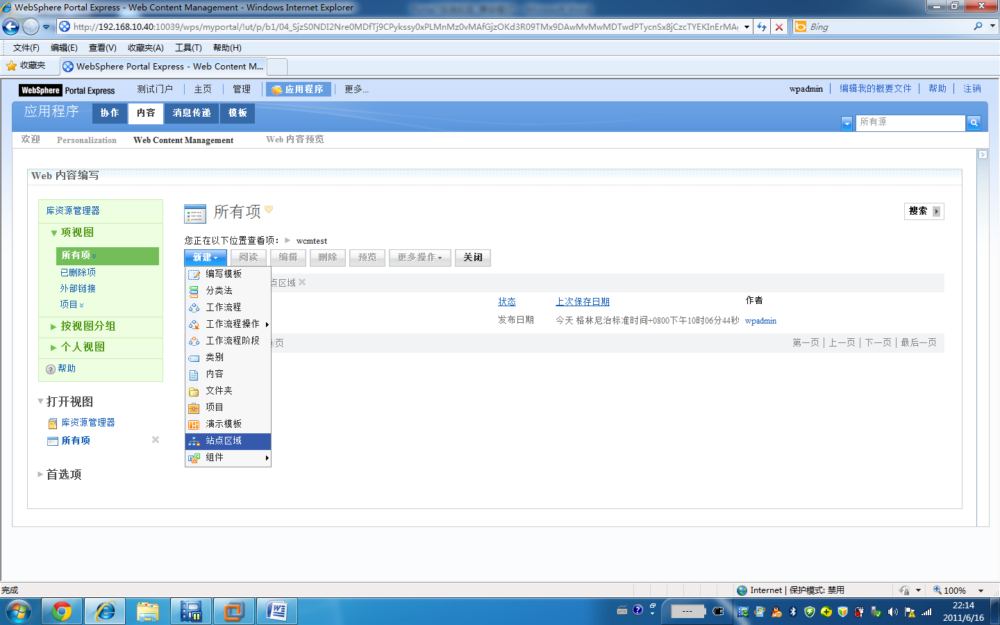 WebSphere Portal Express - Web Content Management - Windows Internet Explorer
http://192.168.10.40:10039/wps/myportal/!ut/p/b1/04_SjzS0NDI2Nre0MDfTj9CPykssy0xPLMnMz0vMAfGjzOKd3R09TMx9DAwMvMwMDTwdPTycnSx8jCzcTYEKInErMA
Bing
文件(F) 编辑(E) 查看(V) 收藏夹(A) 工具(T) 帮助(H)
收藏夹 WebSphere Portal Express - Web Content M...
WebSphere Portal Express 测试门户 主页 管理 应用程序 更多... wpadmin 编辑我的概要文件 帮助 注销
应用程序 协作 内容 消息传递 模板
所有源
欢迎 Personalization Web Content Management Web 内容预览
Web 内容编写
库资源管理器
项视图
所有项
已删除项
外部链接
项目
按视图分组
个人视图
帮助
打开视图
库资源管理器
所有项
首选项
所有项
搜索
您正在以下位置查看项： wcmtest
新建 阅读 编辑 删除 预览 更多操作 关闭
编写模板
分类法
工作流程
工作流程操作
工作流程阶段
类别
内容
文件夹
项目
演示模板
站点区域
组件
点区域
状态 上次保存日期 作者
发布日期 今天 格林尼治标准时间+0800下午10时06分44秒 wpadmin
/页 第一页 上一页 下一页 最后一页
完成 Internet | 保护模式: 禁用 100%
22:14
2011/6/16